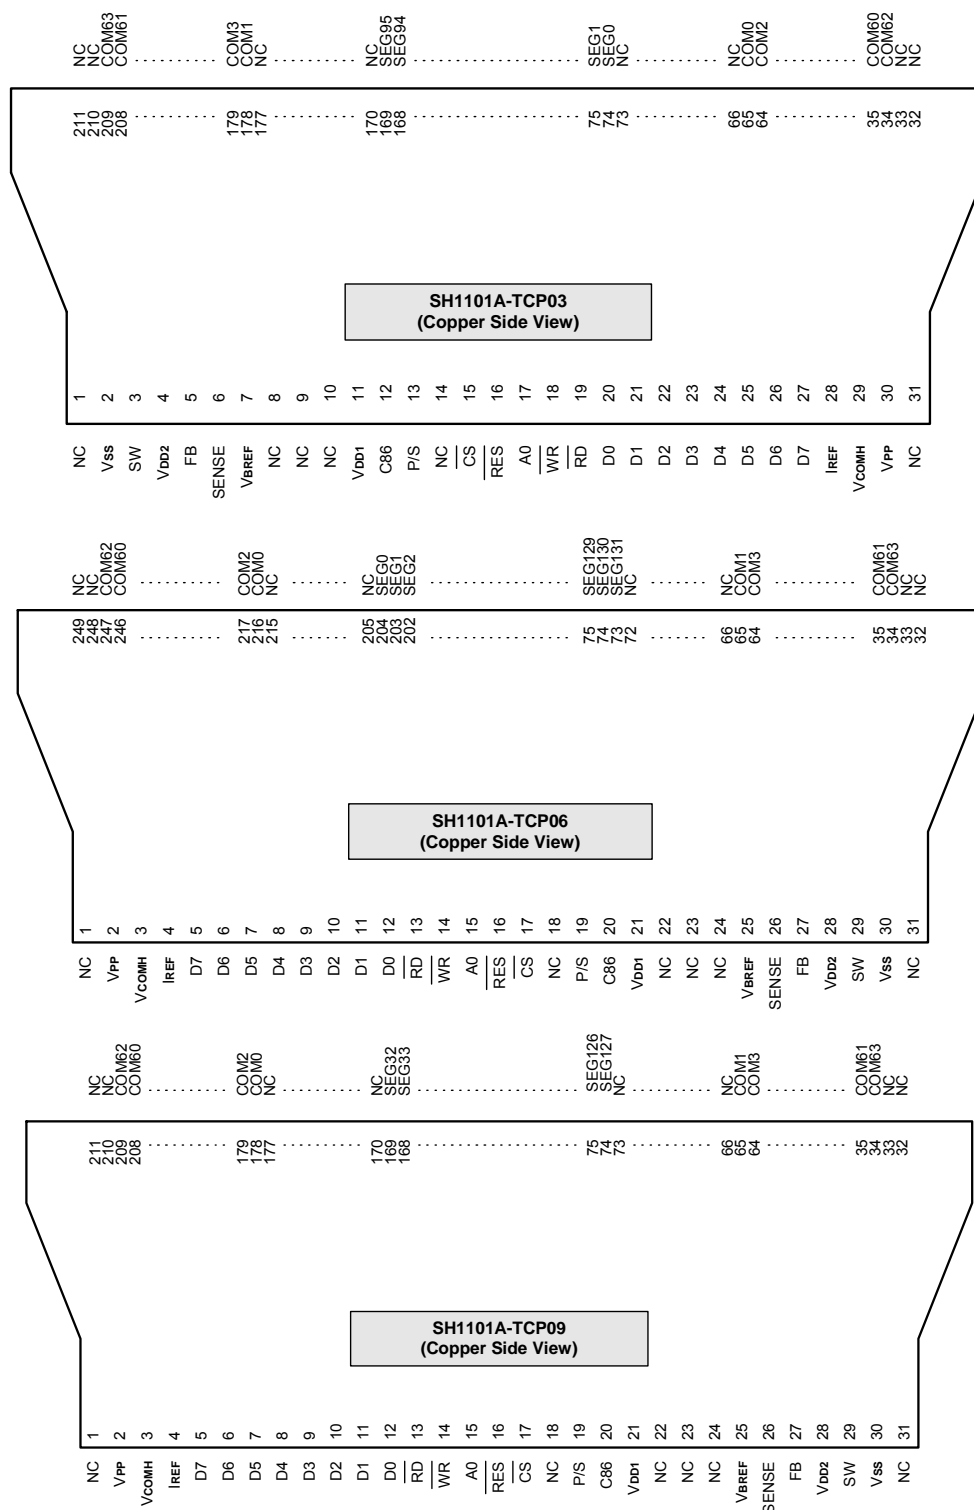 NC NC COM63 COM61 COM3 COM1 NC NC SEG95 SEG94 SEG1 SEG0 NC NC COM0 COM2 COM60 COM62 NC NC
211 210 209 208 179 178 177 170 169 168 75 74 73 66 65 64 35 34 33 32
SH1101A-TCP03
(Copper Side View)
1 2 3 4 5 6 7 8 9 10 11 12 13 14 15 16 17 18 19 20 21 22 23 24 25 26 27 28 29 30 31
NC VSS SW VDD2 FB SENSE VBREF NC NC NC VDD1 C86 P/S NC CS RES A0 WR RD D0 D1 D2 D3 D4 D5 D6 D7 IREF VCOMH VPP NC
NC NC COM62 COM60 COM2 COM0 NC NC SEG0 SEG1 SEG2 SEG129 SEG130 SEG131 NC NC COM1 COM3 COM61 COM63 NC NC
249 248 247 246 217 216 215 205 204 203 202 75 74 73 72 66 65 64 35 34 33 32
SH1101A-TCP06
(Copper Side View)
1 2 3 4 5 6 7 8 9 10 11 12 13 14 15 16 17 18 19 20 21 22 23 24 25 26 27 28 29 30 31
NC VPP VCOMH IREF D7 D6 D5 D4 D3 D2 D1 D0 RD WR A0 RES CS NC P/S C86 VDD1 NC NC NC VBREF SENSE FB VDD2 SW VSS NC
NC NC COM62 COM60 COM2 COM0 NC NC SEG32 SEG33 SEG126 SEG127 NC NC COM1 COM3 COM61 COM63 NC NC
211 210 209 208 179 178 177 170 169 168 75 74 73 66 65 64 35 34 33 32
SH1101A-TCP09
(Copper Side View)
1 2 3 4 5 6 7 8 9 10 11 12 13 14 15 16 17 18 19 20 21 22 23 24 25 26 27 28 29 30 31
NC VPP VCOMH IREF D7 D6 D5 D4 D3 D2 D1 D0 RD WR A0 RES CS NC P/S C86 VDD1 NC NC NC VBREF SENSE FB VDD2 SW VSS NC